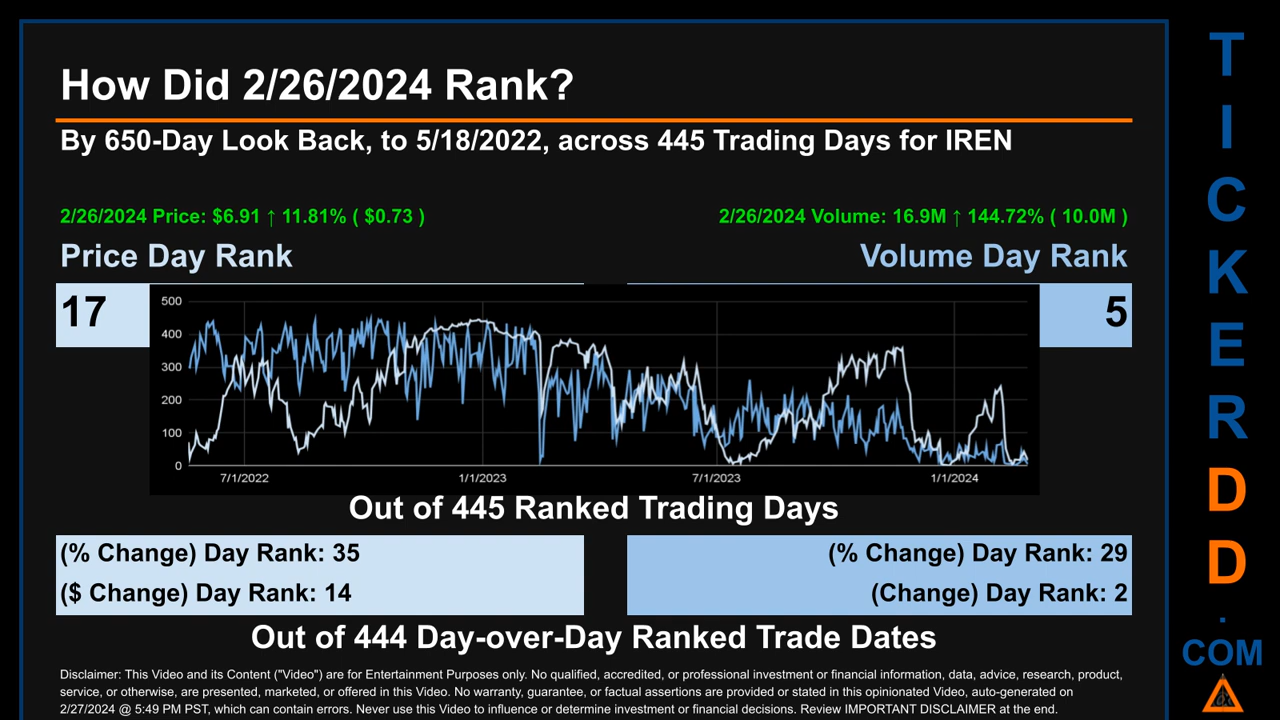 How Did 2/26/2024 Rank?
By 650-Day Look Back, to 5/18/2022, across 445 Trading Days for IREN
2/26/2024 Price: $6.91 ↑ 11.81% ( $0.73 )
2/26/2024 Volume: 16.9M ↑ 144.72% ( 10.0M )
Price Day Rank
Volume Day Rank
17
5
500
400
300
200
100
0
7/1/2022
1/1/2023
7/1/2023
1/1/2024
Out of 445 Ranked Trading Days
(% Change) Day Rank: 35
($ Change) Day Rank: 14
(% Change) Day Rank: 29
(Change) Day Rank: 2
Out of 444 Day-over-Day Ranked Trade Dates
Disclaimer: This Video and its Content ("Video") are for Entertainment Purposes only. No qualified, accredited, or professional investment or financial information, data, advice, research, product,
service, or otherwise, are presented, marketed, or offered in this Video. No warranty, guarantee, or factual assertions are provided or stated in this opinionated Video, auto-generated on
2/27/2024 @ 5:49 PM PST, which can contain errors. Never use this Video to influence or determine investment or financial decisions. Review IMPORTANT DISCLAIMER at the end.
T
I
C
K
E
R
D
D
.
COM